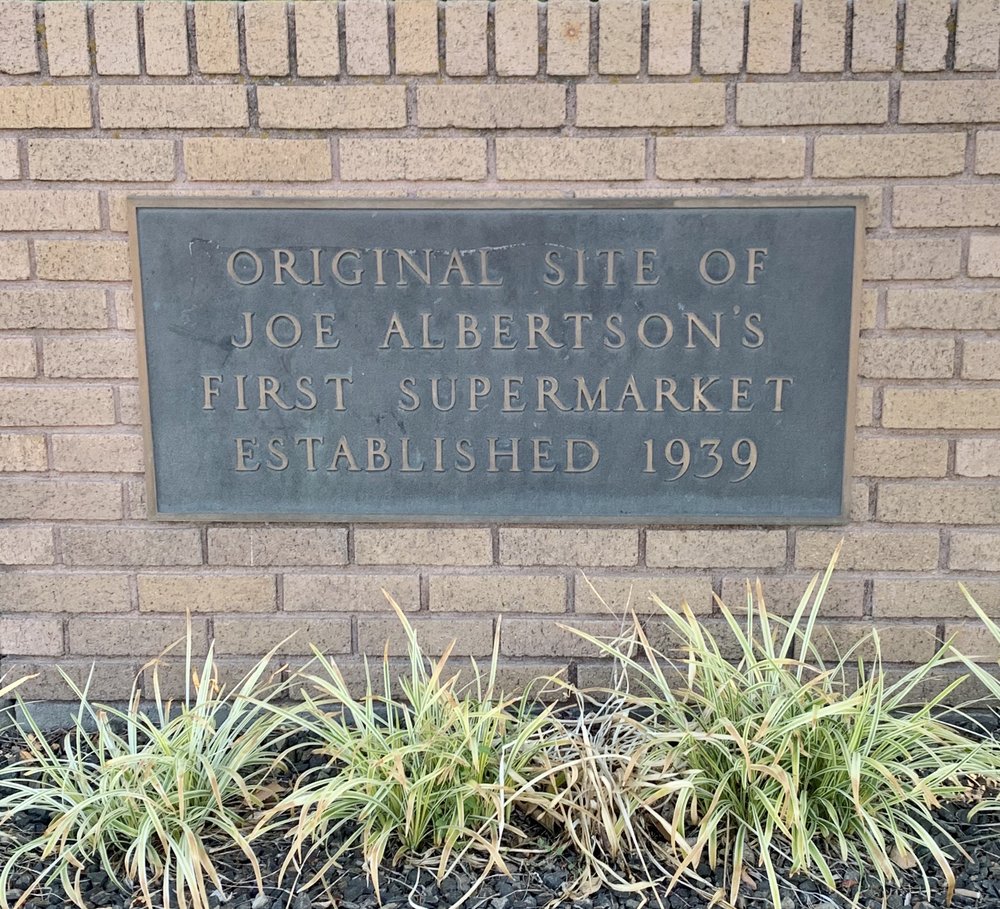 ORIGINAL SITE OF
JOE ALBERTSON'S
FIRST SUPERMARKET
ESTABLISHED 1939